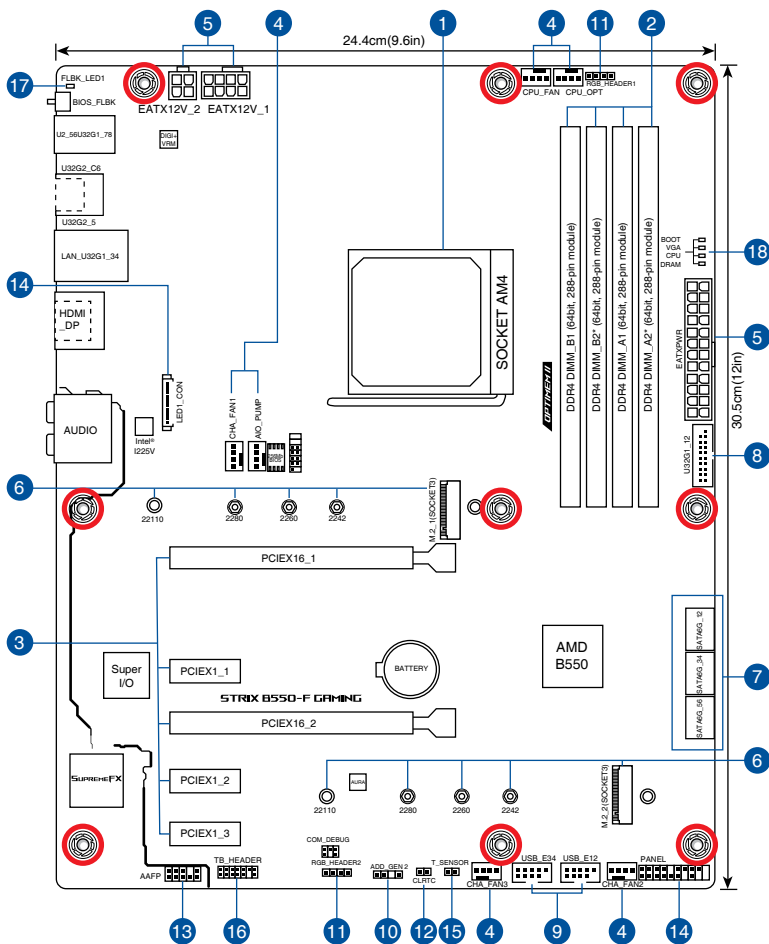 1
2
4
5
11
4
24.4cm(9.6in)
17
FLBK_LED1
BIOS_FLBK
EATX12V_2
EATX12V_1
CPU_FAN
CPU_OPT
RGB_HEADER1
U2_56U32G1_78
DIGI+
VRM
U32G2_C6
U32G2_5
LAN_U32G1_34
14
HDMI
_DP
AUDIO
LED1_CON
Intel®
I225V
CHA_FAN1
AIO_PUMP
256Mb
BIOS
SOCKET AM4
OPTIMEM II
DDR4 DIMM_B1 (64bit, 288-pin module)
DDR4 DIMM_B2* (64bit, 288-pin module)
DDR4 DIMM_A1 (64bit, 288-pin module)
DDR4 DIMM_A2* (64bit, 288-pin module)
BOOT
VGA
CPU
DRAM
18
EATXPWR
5
30.5cm(12in)
U32G1_12
8
6
22110
2280
2260
2242
M.2_1(SOCKET3)
PCIEX16_1
3
Super
I/O
PCIEX1_1
BATTERY
AMD
B550
SATA6G_12
SATA6G_34
SATA6G_56
7
STRIX B550-F GAMING
PCIEX16_2
SUPREMEFX
PCIEX1_2
AURA
22110
2280
2260
2242
M.2_2(SOCKET3)
6
PCIEX1_3
AAFP
TB_HEADER
COM_DEBUG
RGB_HEADER2
ADD_GEN 2
CLRTC
T_SENSOR
CHA_FAN3
USB_E34
USB_E12
CHA_FAN2
PANEL
13
16
11
10
12
15
4
9
4
14